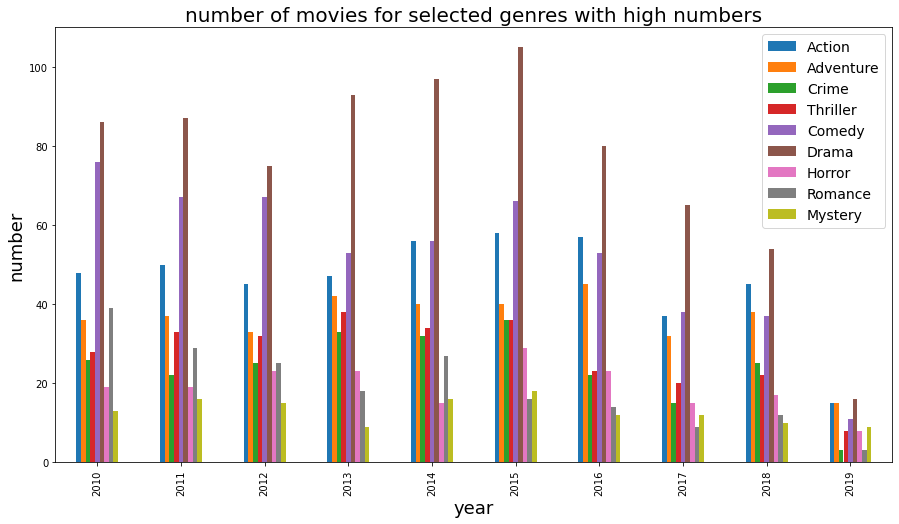 number of movies for selected genres with high numbers
Action
Adventure
Crime
Thriller
Comedy
Drama
Horror
Romance
Mystery
number
100
80
60
40
20
0
2010 2011 2012 2013 2014 2015 2016 2017 2018 2019
year